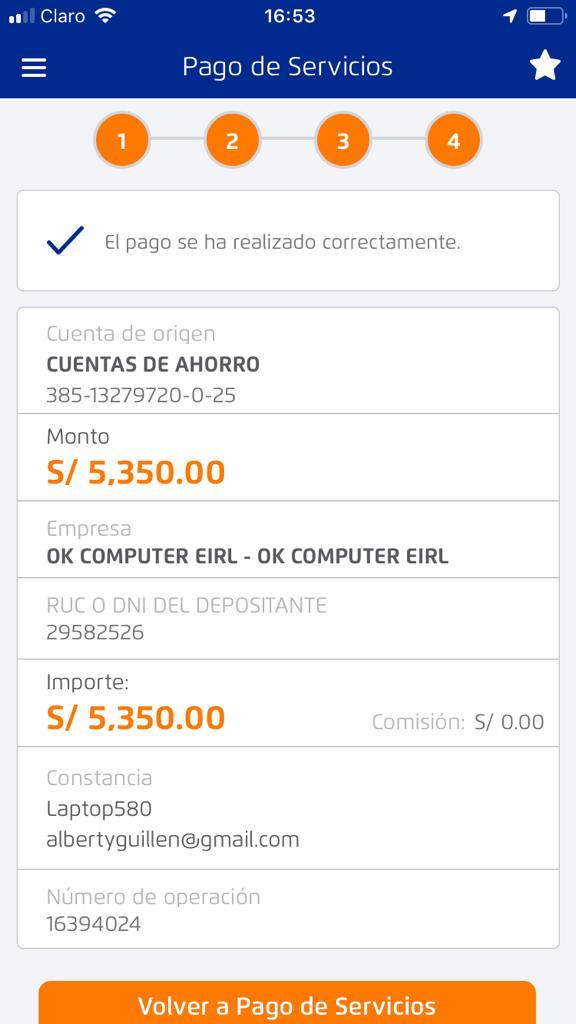 Claro 16:53
Pago de Servicios
1 2 3 4
El pago se ha realizado correctamente.
Cuenta de origen
CUENTAS DE AHORRO
385-13279720-0-25
Monto
S/ 5,350.00
Empresa
OK COMPUTER EIRL - OK COMPUTER EIRL
RUC O DNI DEL DEPOSITANTE
29582526
Importe:
S/ 5,350.00 Comisión: S/ 0.00
Constancia
Laptop580
albertyguillen@gmail.com
Número de operación
16394024
Volver a Pago de Servicios